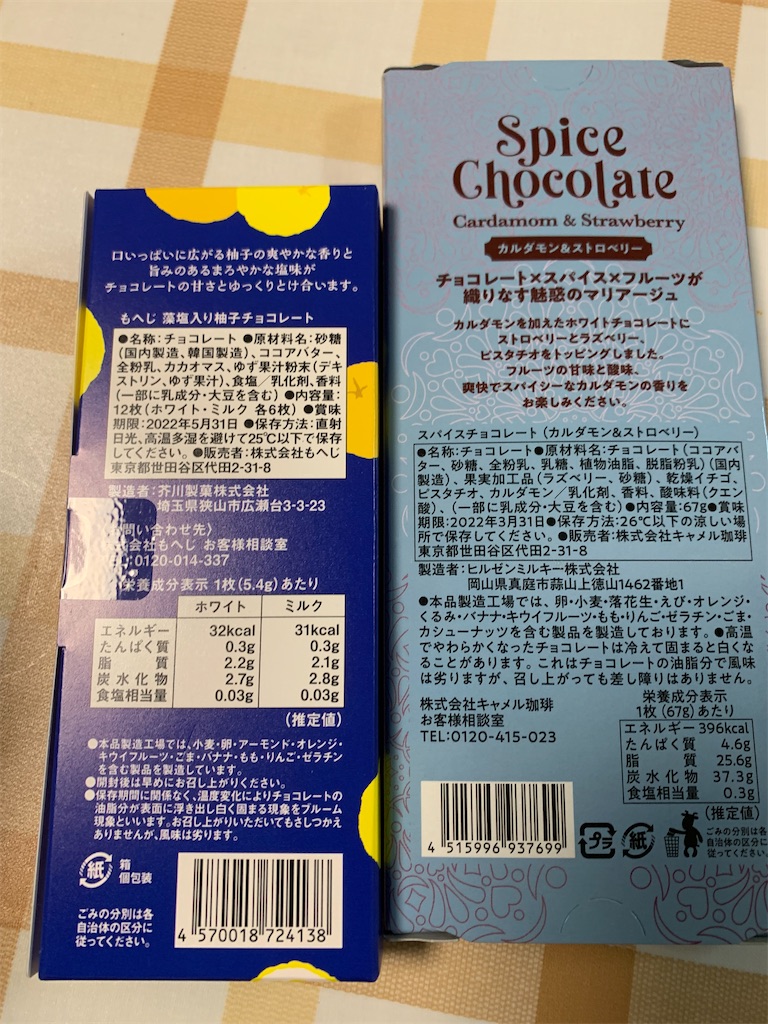 口いっぱいに広がる柚子の爽やかな香りと
旨みのあるまろやかな塩味が
チョコレートの甘さとゆっくりとけ合います。
もへじ 藻塩入り柚子チョコレート
●名称:チョコレート ●原材料名:砂糖
(国内製造、韓国製造)、ココアバター、
全粉乳、カカオマス、ゆず果汁粉末(デキ
ストリン、ゆず果汁)、食塩/乳化剤、香料
(一部に乳成分・大豆を含む) ●内容量:
12枚(ホワイト・ミルク 各6枚) ●賞味
期限:2022年5月31日 ●保存方法:直射
日光、高温多湿を避けて25℃以下で保存
してください。●販売者:株式会社もへじ
東京都世田谷区代田2-31-8
製造者:芥川製菓株式会社
埼玉県狭山市広瀬台3-3-23
問い合わせ先〉
会社もへじ お客様相談室
0120-014-337
栄養成分表示 1枚(5.4g)あたり
ホワイト ミルク
エネルギー 32kcal 31kcal
たんぱく質 0.3g 0.3g
脂質 2.2g 2.1g
炭水化物 2.7g 2.8g
食塩相当量 0.03g 0.03g
(推定値)
●本品製造工場では、小麦・卵・アーモンド・オレンジ・
キウイフルーツ・ごま・バナナ・もも・りんご・ゼラチン
を含む製品を製造しています。
●開封後は早めにお召し上がりください。
●保存期間に関係なく、温度変化によりチョコレートの
油脂分が表面に浮き出し白く固まる現象をブルーム
現象といいます。お召し上がりいただいてもさしつかえ
ありませんが、風味は劣ります。
紙
箱
個包装
ごみの分別は各
自治体の区分に
従ってください。
4 570018 724138
Spice
Chocolate
Cardamom & Strawberry
カルダモン&ストロベリー
チョコレート×スパイス×フルーツが
織りなす魅惑のマリアージュ
カルダモンを加えたホワイトチョコレートに
ストロベリーとラズベリー、
ピスタチオをトッピングしました。
フルーツの甘味と酸味、
爽快でスパイシーなカルダモンの香りを
お楽しみください。
スパイスチョコレート(カルダモン&ストロベリー)
●名称:チョコレート●原材料名:チョコレート(ココアバ
ター、砂糖、全粉乳、乳糖、植物油脂、脱脂粉乳)(国内
製造)、果実加工品(ラズベリー、砂糖)、乾燥イチゴ、
ピスタチオ、カルダモン/乳化剤、香料、酸味料(クエン
酸)、(一部に乳成分・大豆を含む)●内容量:67g●賞味
期限:2022年3月31日●保存方法:26℃以下の涼しい場
所で保存してください。●販売者:株式会社キャメル珈琲
東京都世田谷区代田2-31-8
製造者:ヒルゼンミルキー株式会社
岡山県真庭市蒜山上徳山1462番地1
●本品製造工場では、卵・小麦・落花生・えび・オレンジ・
くるみ・バナナ・キウイフルーツ・もも・りんご・ゼラチン・ごま・
カシューナッツを含む製品を製造しております。●高温
でやわらかくなったチョコレートは冷えて固まると白くな
ることがあります。これはチョコレートの油脂分で風味
は劣りますが、召し上がっても差し障りはありません。
株式会社キャメル珈琲
お客様相談室
TEL:0120-415-023
栄養成分表示
1枚(67g)あたり
エネルギー 396kcal
たんぱく質 4.6g
脂質 25.6g
炭水化物 37.3g
食塩相当量 0.3g
(推定値)
4 515996 937699
プラ
紙
ごみの分別は各
自治体の区分に
従ってください。